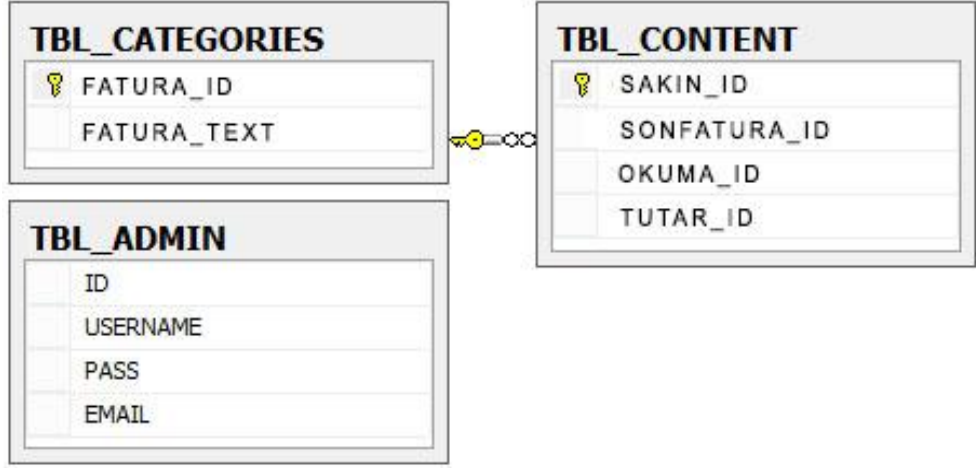 TBL_CATEGORIES
FATURA_ID
FATURA_TEXT
TBL_CONTENT
SAKIN_ID
SONFATURA_ID
OKUMA_ID
TUTAR_ID
TBL_ADMIN
ID
USERNAME
PASS
EMAIL